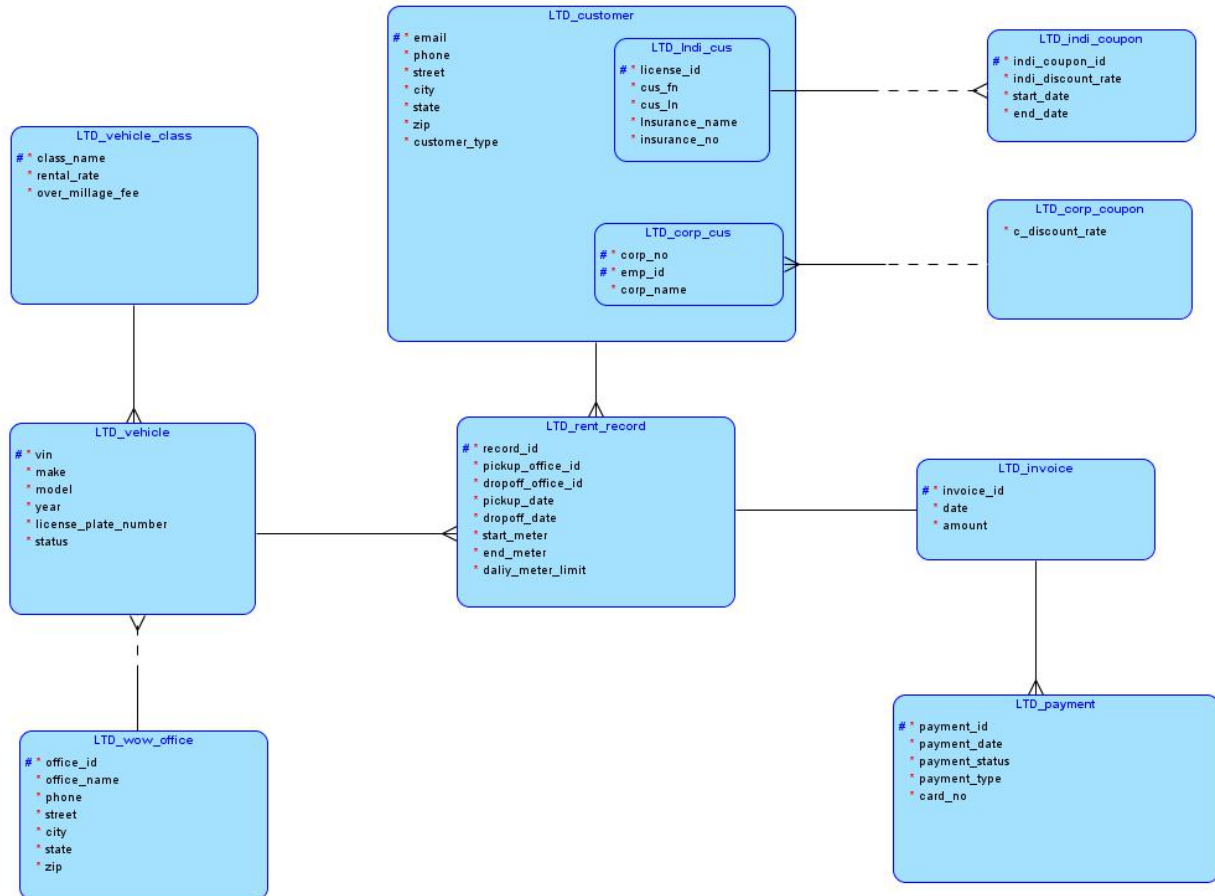 LTD_customer
# * email
* phone
* street
* city
* state
* zip
* customer_type
LTD_Indi_cus
# * license_id
* cus_fn
* cus_ln
* Insurance_name
* insurance_no
LTD_corp_cus
# * corp_no
# * emp_id
* corp_name
LTD_indi_coupon
# * indi_coupon_id
* indi_discount_rate
* start_date
* end_date
LTD_corp_coupon
* c_discount_rate
LTD_vehicle_class
# * class_name
* rental_rate
* over_millage_fee
LTD_vehicle
# * vin
* make
* model
* year
* license_plate_number
* status
LTD_rent_record
# * record_id
* pickup_office_id
* dropoff_office_id
* pickup_date
* dropoff_date
* start_meter
* end_meter
* daliy_meter_limit
LTD_invoice
# * invoice_id
* date
* amount
LTD_wow_office
# * office_id
* office_name
* phone
* street
* city
* state
* zip
LTD_payment
# * payment_id
* payment_date
* payment_status
* payment_type
* card_no